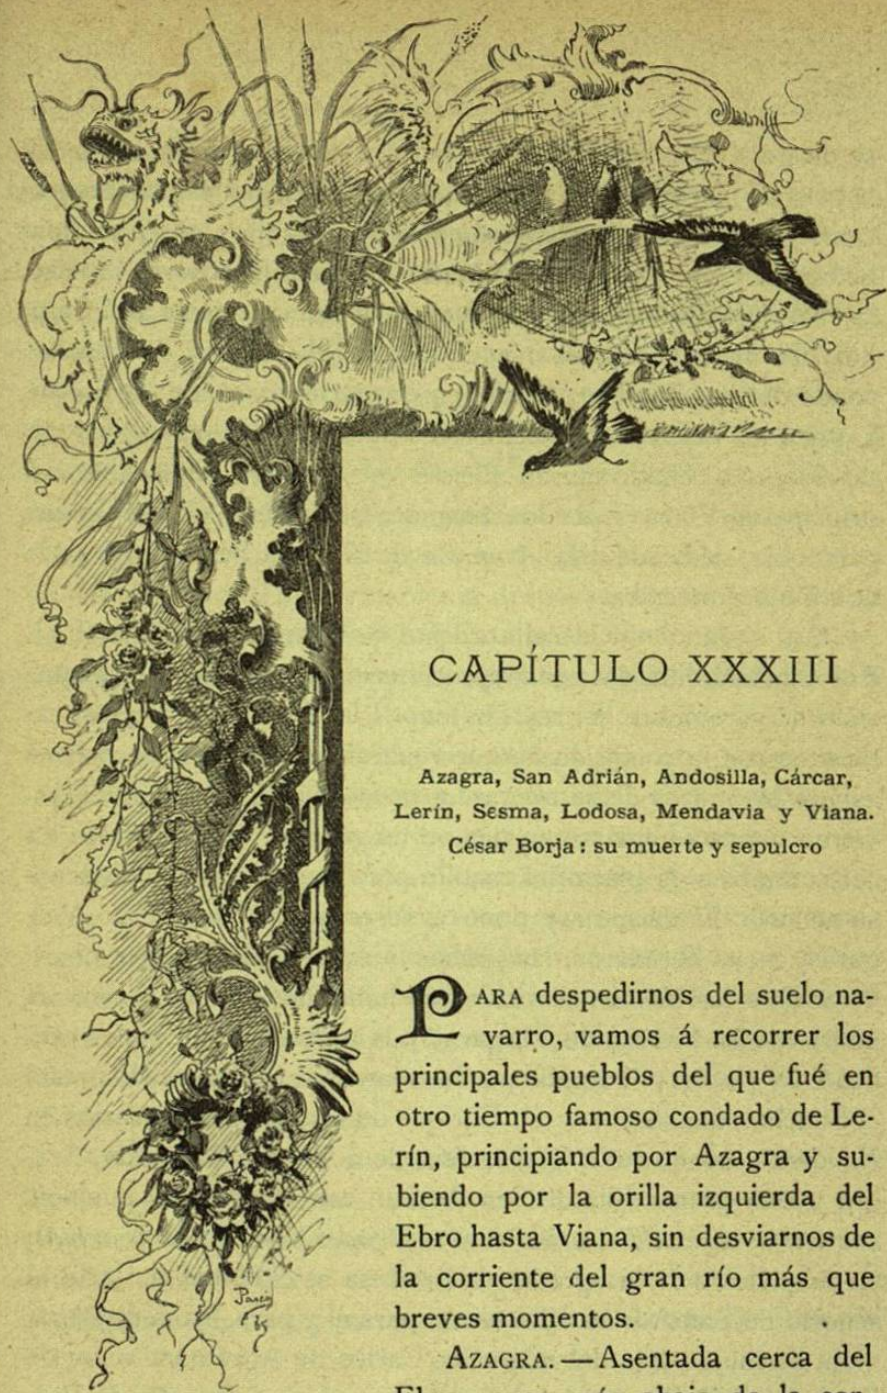 CAPÍTULO XXXIII
Azagra, San Adrián, Andosilla, Cárcar,
Lerín, Sesma, Lodosa, Mendavia y Viana.
César Borja: su muerte y sepulcro
PARA despedirnos del suelo na-
varro, vamos á recorrer los
principales pueblos del que fué en
otro tiempo famoso condado de Le-
rín, principiando por Azagra y su-
biendo por la orilla izquierda del
Ebro hasta Viana, sin desviarnos de
la corriente del gran río más que
breves momentos.
AZAGRA.—Asentada cerca del